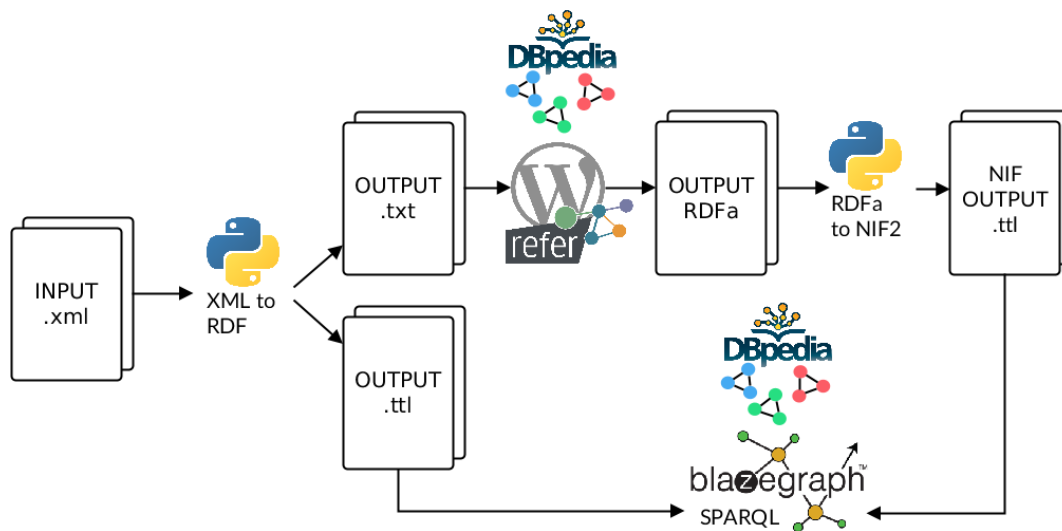 DBpedia
OUTPUT
.txt
W
refer
OUTPUT
RDFa
RDFa
to NIF2
NIF
OUTPUT
.ttl
INPUT
.xml
XML to
RDF
OUTPUT
.ttl
DBpedia
blazegraph™
SPARQL